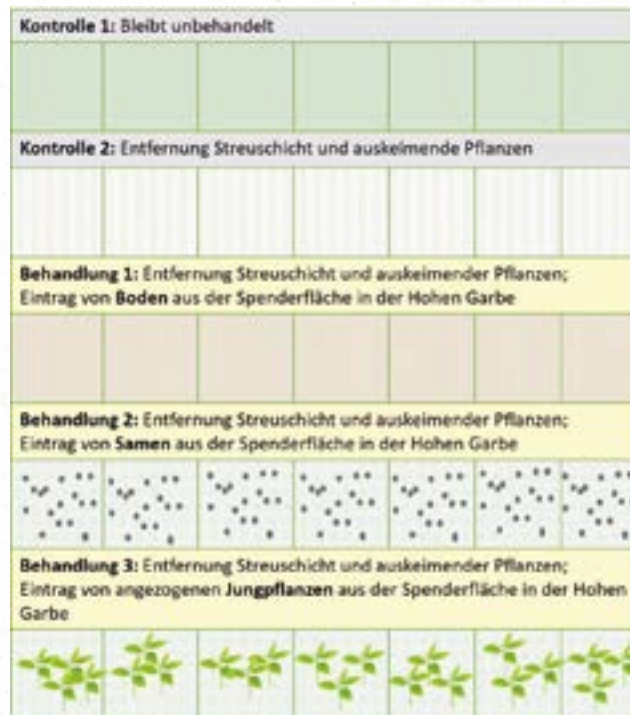 Kontrolle 1: Bleibt unbehandelt
Kontrolle 2: Entfernung Streuschicht und auskeimende Pflanzen
Behandlung 1: Entfernung Streuschicht und auskeimender Pflanzen;
Eintrag von Boden aus der Spenderfläche in der Hohen Garbe
Behandlung 2: Entfernung Streuschicht und auskeimender Pflanzen;
Eintrag von Samen aus der Spenderfläche in der Hohen Garbe
Behandlung 3: Entfernung Streuschicht und auskeimender Pflanzen;
Eintrag von angezogenen Jungpflanzen aus der Spenderfläche in der Hohen
Garbe